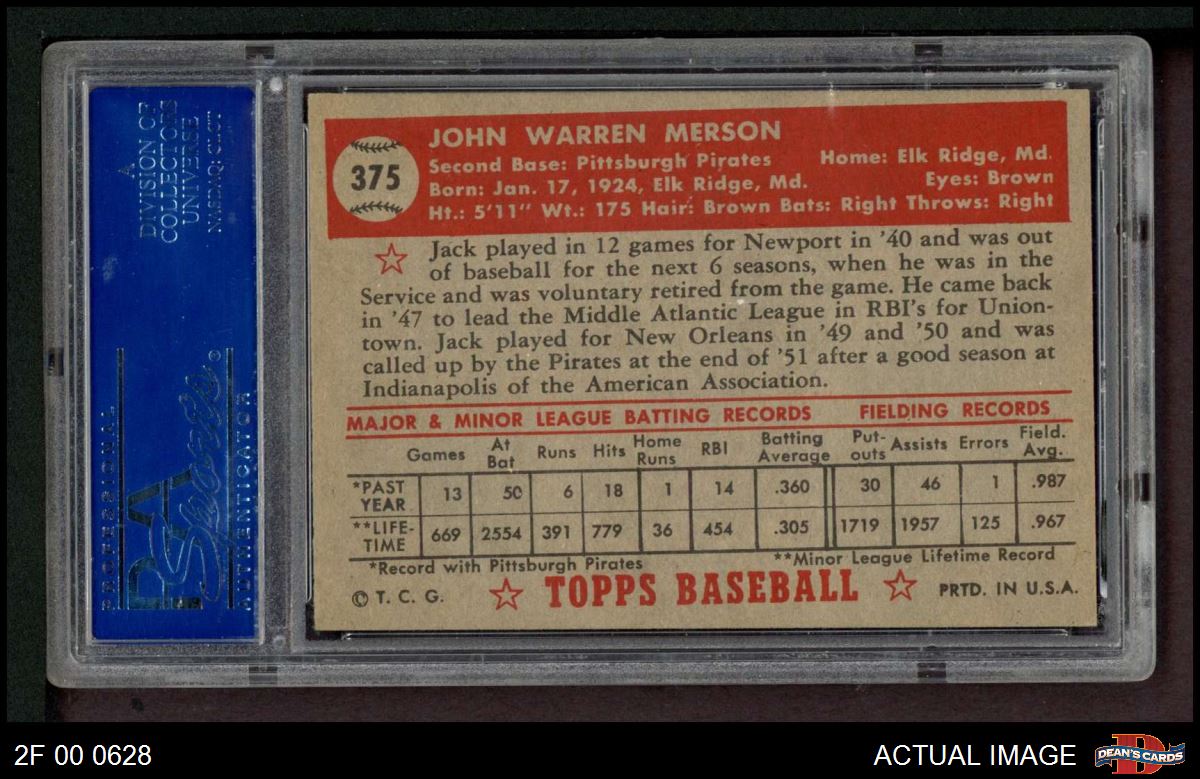 A
DIVISION OF
COLLECTORS
UNIVERSE
NASDAQ: CLCT
PROFESSIONAL
PSA
Sports®
AUTHENTICATOR
375
JOHN WARREN MERSON
Second Base: Pittsburgh Pirates Home: Elk Ridge, Md.
Born: Jan. 17, 1924, Elk Ridge, Md. Eyes: Brown
Ht.: 5'11" Wt.: 175 Hair: Brown Bats: Right Throws: Right
Jack played in 12 games for Newport in '40 and was out
of baseball for the next 6 seasons, when he was in the
Service and was voluntary retired from the game. He came back
in '47 to lead the Middle Atlantic League in RBI's for Union-
town. Jack played for New Orleans in '49 and '50 and was
called up by the Pirates at the end of '51 after a good season at
Indianapolis of the American Association.
MAJOR & MINOR LEAGUE BATTING RECORDS FIELDING RECORDS
Games At Bat Runs Hits Home Runs RBI Batting Average Put-outs Assists Errors Field. Avg.
*PAST YEAR 13 50 6 18 1 14 .360 30 46 1 .987
**LIFE-TIME 669 2554 391 779 36 454 .305 1719 1957 125 .967
*Record with Pittsburgh Pirates **Minor League Lifetime Record
© T. C. G. TOPPS BASEBALL PRTD. IN U.S.A.
2F 00 0628 ACTUAL IMAGE DEAN'S CARDS